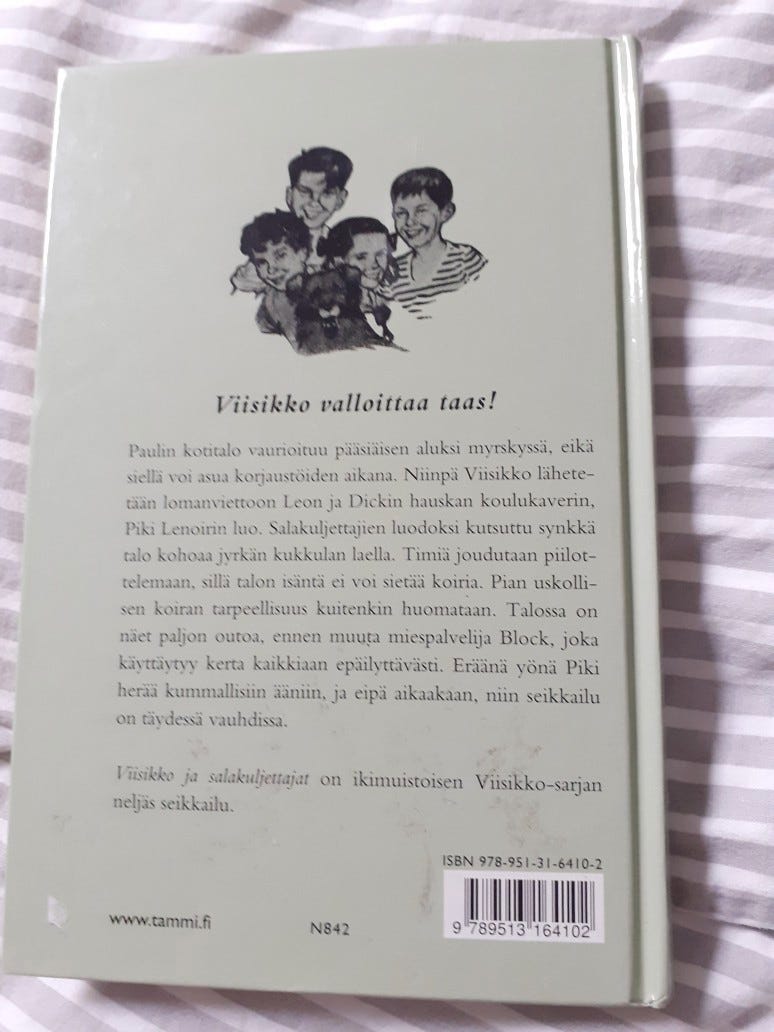 Viisikko valloittaa taas!
Paulin kotitalo vaurioituu pääsiäisen aluksi myrskyssä, eikä
siellä voi asua korjaustöiden aikana. Niinpä Viisikko lähete-
tään lomanviettoon Leon ja Dickin hauskan koulukaverin,
Piki Lenoirin luo. Salakuljettajien luodoksi kutsuttu synkkä
talo kohoaa jyrkän kukkulan laella. Timiä joudutaan piilot-
telemaan, sillä talon isäntä ei voi sietää koiria. Pian uskolli-
sen koiran tarpeellisuus kuitenkin huomataan. Talossa on
näet paljon outoa, ennen muuta miespalvelija Block, joka
käyttäytyy kerta kaikkiaan epäilyttävästi. Eräänä yönä Piki
herää kummallisiin ääniin, ja eipä aikaakaan, niin seikkailu
on täydessä vauhdissa.
Viisikko ja salakuljettajat on ikimuistoisen Viisikko-sarjan
neljäs seikkailu.
ISBN 978-951-31-6410-2
www.tammi.fi
N842
9 789513 164102